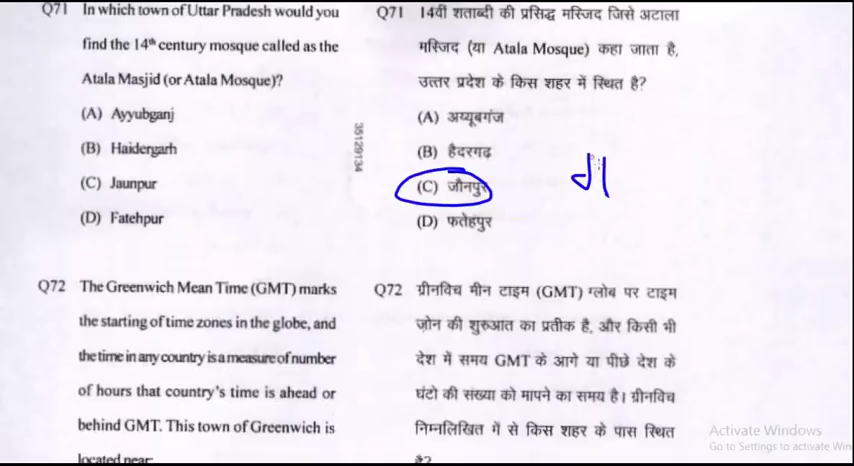 Q71 In which town of Uttar Pradesh would you
find the 14th century mosque called as the
Atala Masjid (or Atala Mosque)?
(A) Ayyubganj
(B) Haidergarh
(C) Jaunpur
(D) Fatehpur
Q72 The Greenwich Mean Time (GMT) marks
the starting of time zones in the globe, and
the time in any country is a measure of number
of hours that country's time is ahead or
behind GMT. This town of Greenwich is
located near:
35129134
Q71 14वी शताब्दी की प्रसिद्ध मस्जिद जिसे अटाला
मस्जिद (या Atala Mosque) कहा जाता है,
उत्तर प्रदेश के किस शहर में स्थित है?
(A) अय्यूबगंज
(B) हैदरगढ़
(C) जौनपुर
(D) फतेहपुर
Q72 ग्रीनविच मीन टाइम (GMT) ग्लोब पर टाइम
ज़ोन की शुरुआत का प्रतीक है, और किसी भी
देश में समय GMT के आगे या पीछे देश के
घंटो की संख्या को मापने का समय है। ग्रीनविच
निम्नलिखित में से किस शहर के पास स्थित
है?
Activate Windows
Go to Settings to activate Win